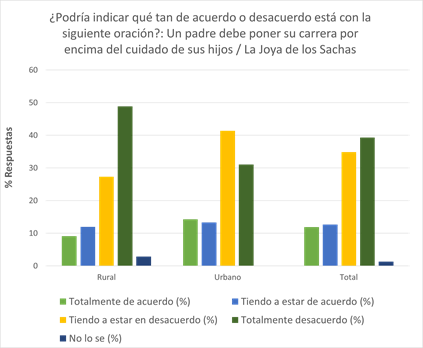 ¿Podría indicar qué tan de acuerdo o desacuerdo está con la
siguiente oración?: Un padre debe poner su carrera por
encima del cuidado de sus hijos / La Joya de los Sachas
60
50
40
30
20
10
0
% Respuestas
Rural
Urbano
Total
Totalmente de acuerdo (%)
Tiendo a estar de acuerdo (%)
Tiendo a estar en desacuerdo (%)
Totalmente desacuerdo (%)
No lo se (%)